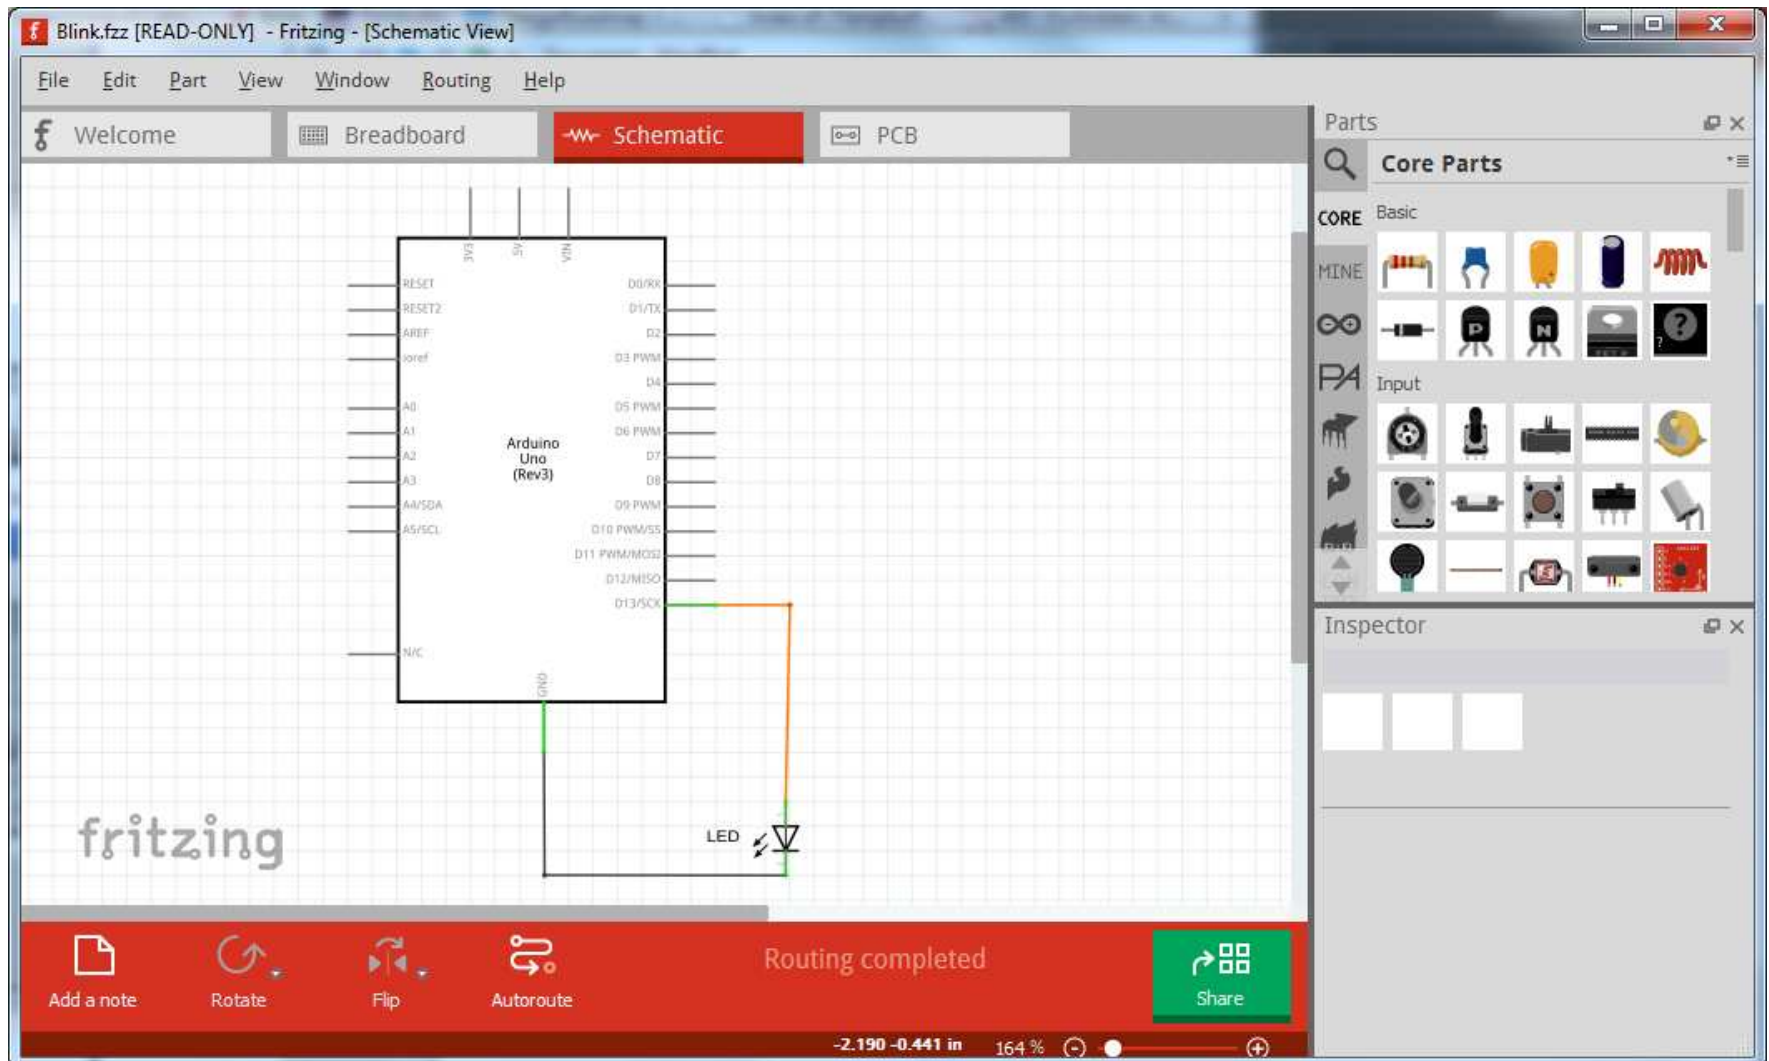 Blink.fzz [READ-ONLY] - Fritzing - [Schematic View]
File Edit Part View Window Routing Help
Welcome
Breadboard
Schematic
PCB
3V3
5V
VIN
RESET
RESET2
AREF
ioref
A0
A1
A2
A3
A4/SDA
A5/SCL
N/C
Arduino
Uno
(Rev3)
D0/RX
D1/TX
D2
D3 PWM
D4
D5 PWM
D6 PWM
D7
D8
D9 PWM
D10 PWM/SS
D11 PWM/MOSI
D12/MISO
D13/SCK
GND
LED
fritzing
Parts
Core Parts
CORE
MINE
PA
Basic
P
N
?
?
Input
Inspector
Add a note
Rotate
Flip
Autoroute
Routing completed
Share
-2.190 -0.441 in
164 %